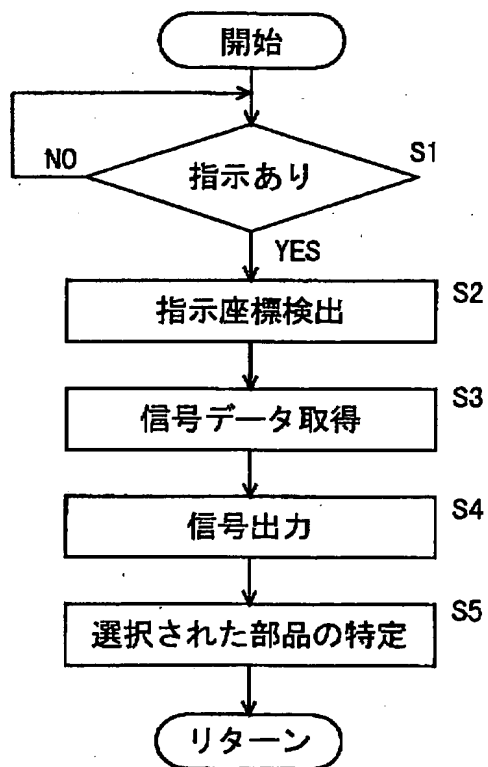 開始
指示あり
S1
NO
YES
指示座標検出
S2
信号データ取得
S3
信号出力
S4
選択された部品の特定
S5
リターン